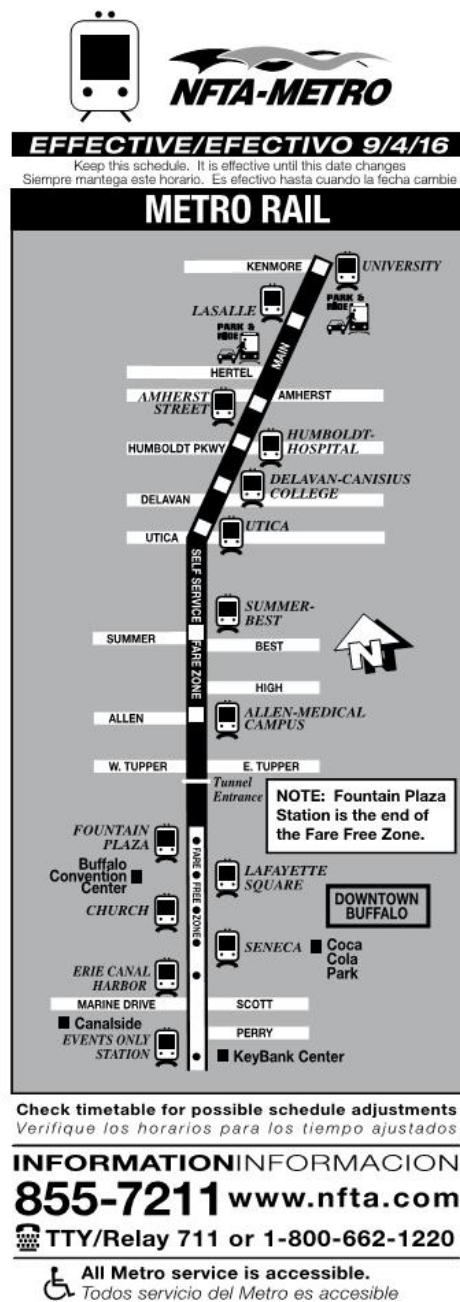 NFTA-METRO
EFFECTIVE/EFECTIVO 9/4/16
Keep this schedule. It is effective until this date changes
Siempre mantega este horario. Es efectivo hasta cuando la fecha cambie
METRO RAIL
KENMORE
UNIVERSITY
LASALLE
PARK & RIDE
PARK & RIDE
MAIN
HERTEL
AMHERST STREET
AMHERST
HUMBOLDT PKWY
HUMBOLDT-
HOSPITAL
DELAVAN-CANISIUS
COLLEGE
DELAVAN
UTICA
UTICA
SELF SERVICE FARE ZONE
SUMMER-
BEST
SUMMER
BEST
HIGH
ALLEN
ALLEN-MEDICAL
CAMPUS
W. TUPPER
E. TUPPER
Tunnel
Entrance
N
NOTE: Fountain Plaza
Station is the end of
the Fare Free Zone.
FOUNTAIN
PLAZA
Buffalo
Convention
Center
FARE FREE ZONE
LAFAYETTE
SQUARE
CHURCH
DOWNTOWN
BUFFALO
SENECA
Coca
Cola
Park
ERIE CANAL
HARBOR
MARINE DRIVE
SCOTT
Canalside
PERRY
EVENTS ONLY
STATION
KeyBank Center
Check timetable for possible schedule adjustments
Verifique los horarios para los tiempo ajustados
INFORMATION INFORMACION
855-7211 www.nfta.com
TTY/Relay 711 or 1-800-662-1220
All Metro service is accessible.
Todos servicio del Metro es accesible